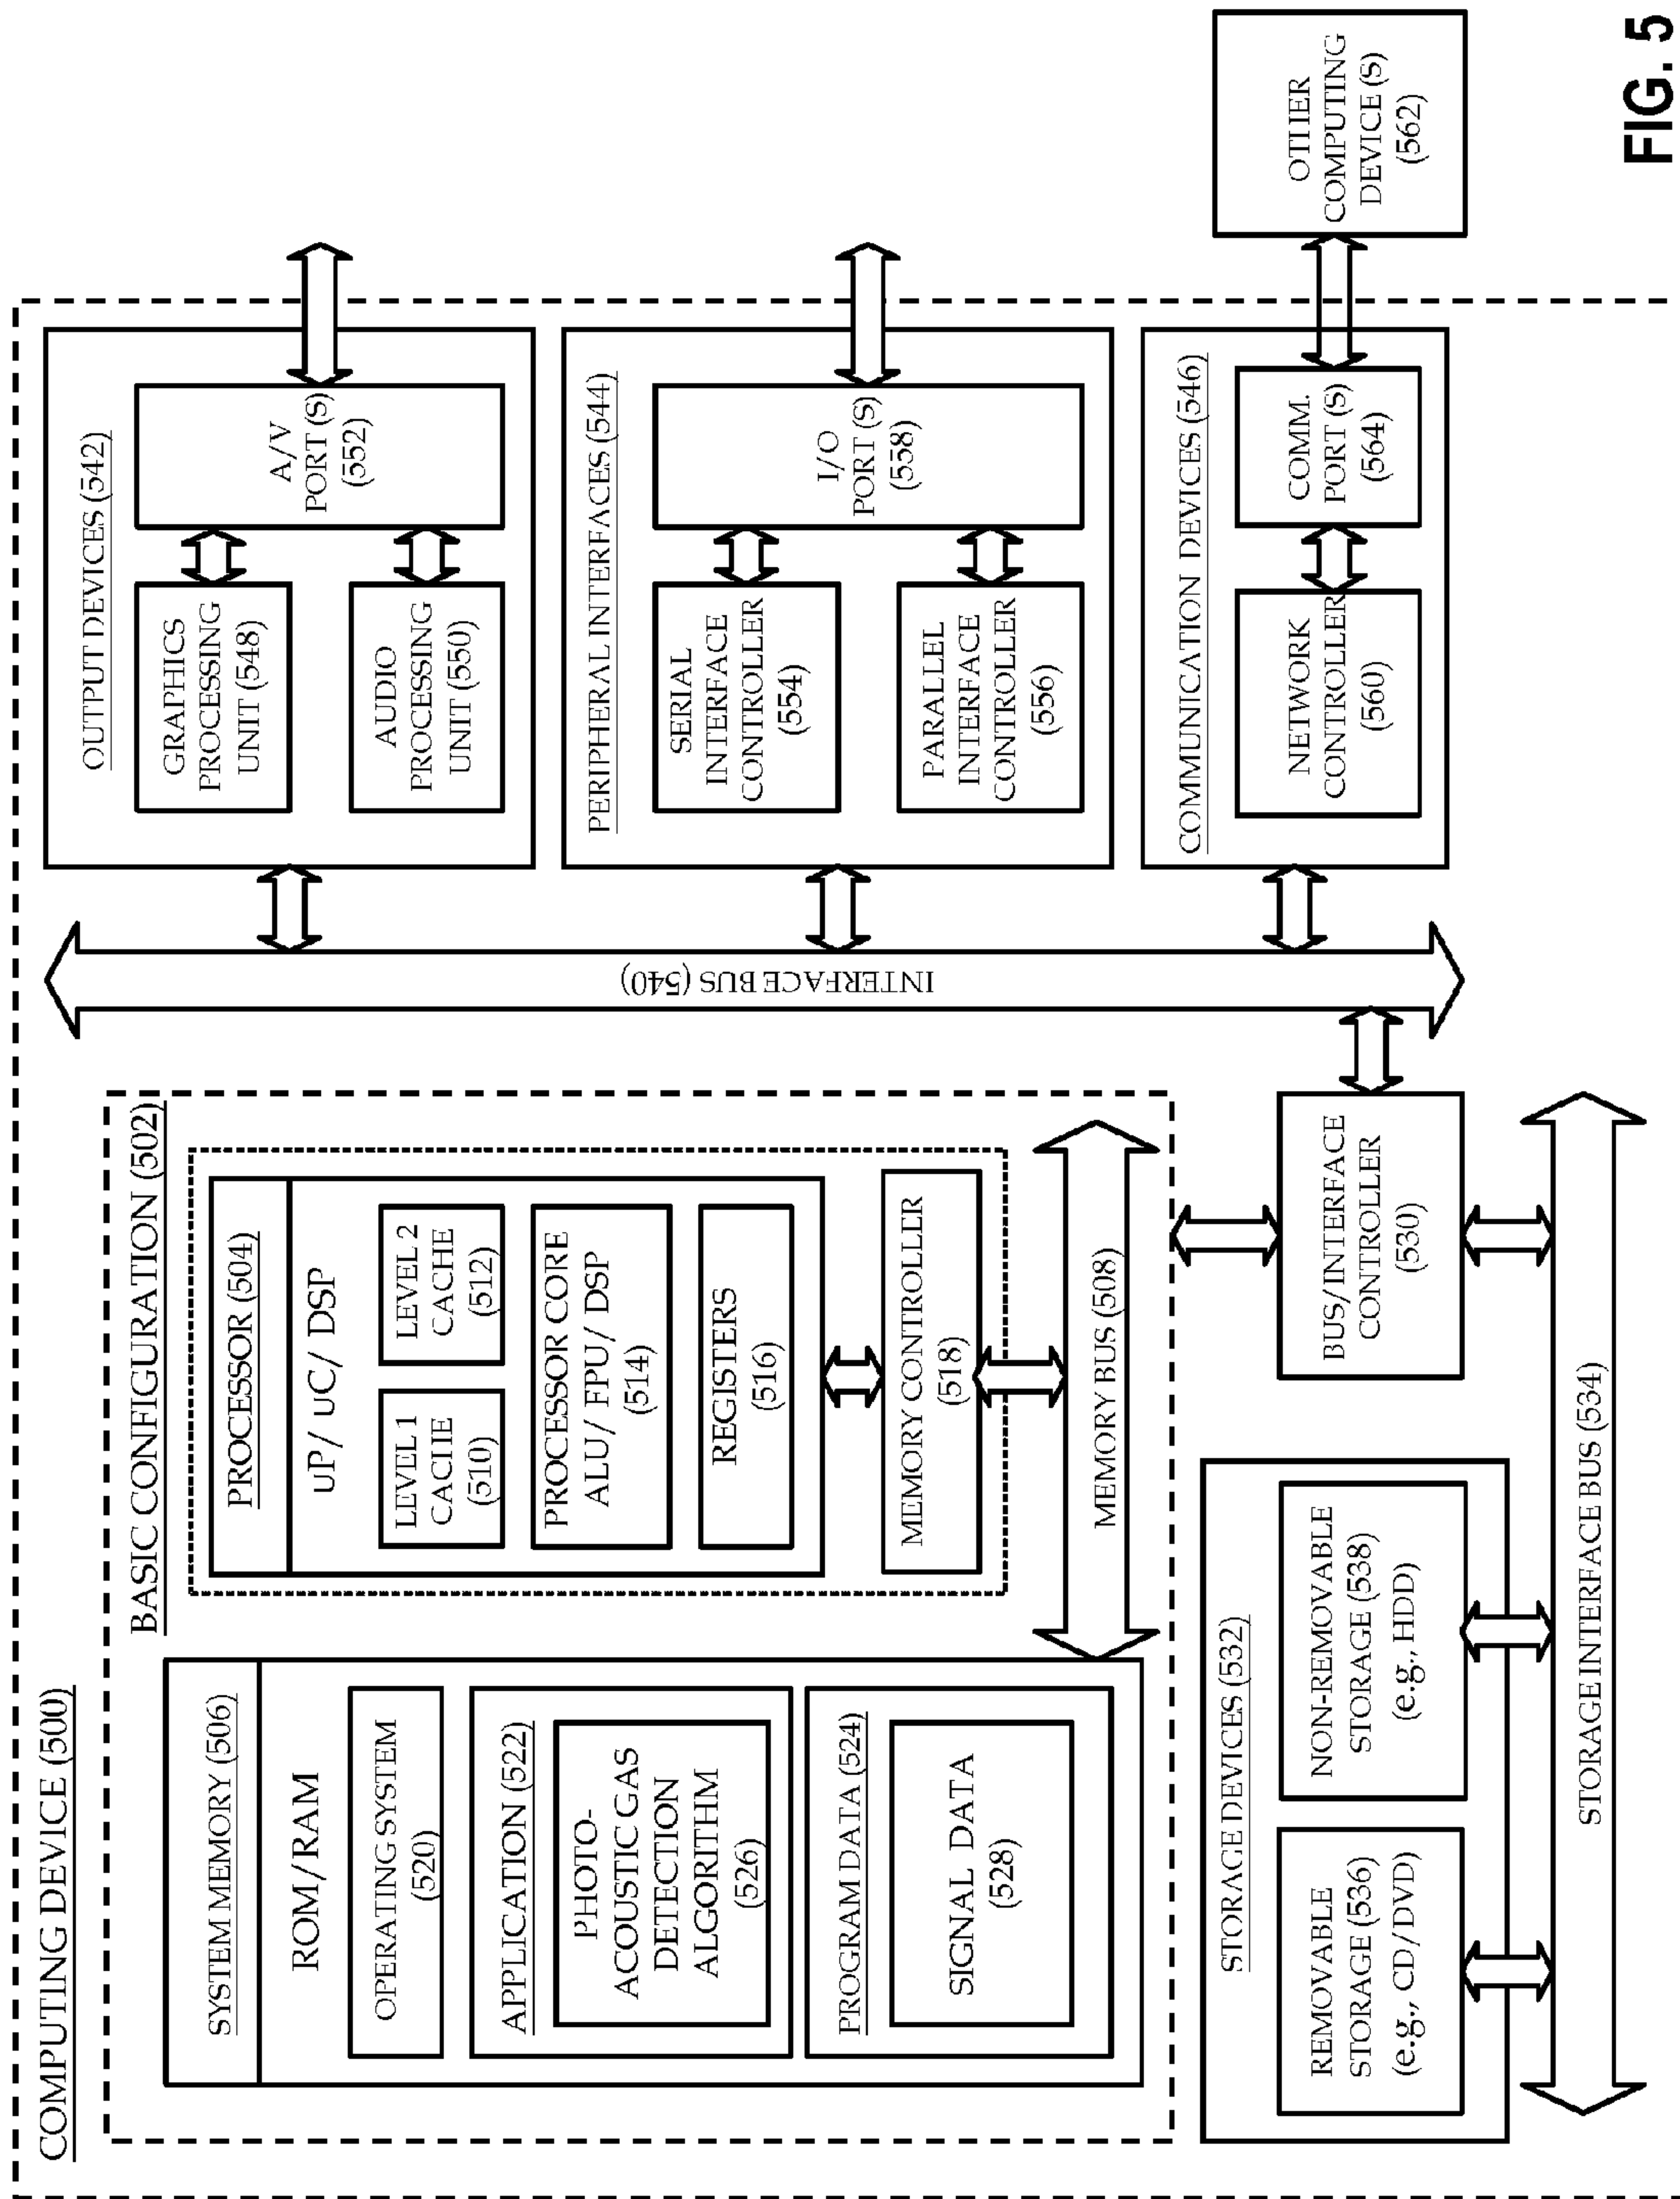 COMPUTING DEVICE (500)
BASIC CONFIGURATION (502)
SYSTEM MEMORY (506)
ROM/RAM
OPERATING SYSTEM
(520)
APPLICATION (522)
PHOTO-
ACOUSTIC GAS
DETECTION
ALGORITHM
(526)
PROGRAM DATA (524)
SIGNAL DATA
(528)
PROCESSOR (504)
uP/ uC/ DSP
LEVEL 1
CACHE
(510)
LEVEL 2
CACHE
(512)
PROCESSOR CORE
ALU/ FPU/ DSP
(514)
REGISTERS
(516)
MEMORY CONTROLLER
(518)
MEMORY BUS (508)
BUS/INTERFACE
CONTROLLER
(530)
STORAGE DEVICES (532)
REMOVABLE
STORAGE (536)
(e.g., CD/DVD)
NON-REMOVABLE
STORAGE (538)
(e.g., HDD)
STORAGE INTERFACE BUS (534)
INTERFACE BUS (540)
OUTPUT DEVICES (542)
GRAPHICS
PROCESSING
UNIT (548)
AUDIO
PROCESSING
UNIT (550)
A/V
PORT (S)
(552)
PERIPHERAL INTERFACES (544)
SERIAL
INTERFACE
CONTROLLER
(554)
PARALLEL
INTERFACE
CONTROLLER
(556)
I/O
PORT (S)
(558)
COMMUNICATION DEVICES (546)
NETWORK
CONTROLLER
(560)
COMM.
PORT (S)
(564)
OTHER
COMPUTING
DEVICE (S)
(562)
FIG. 5